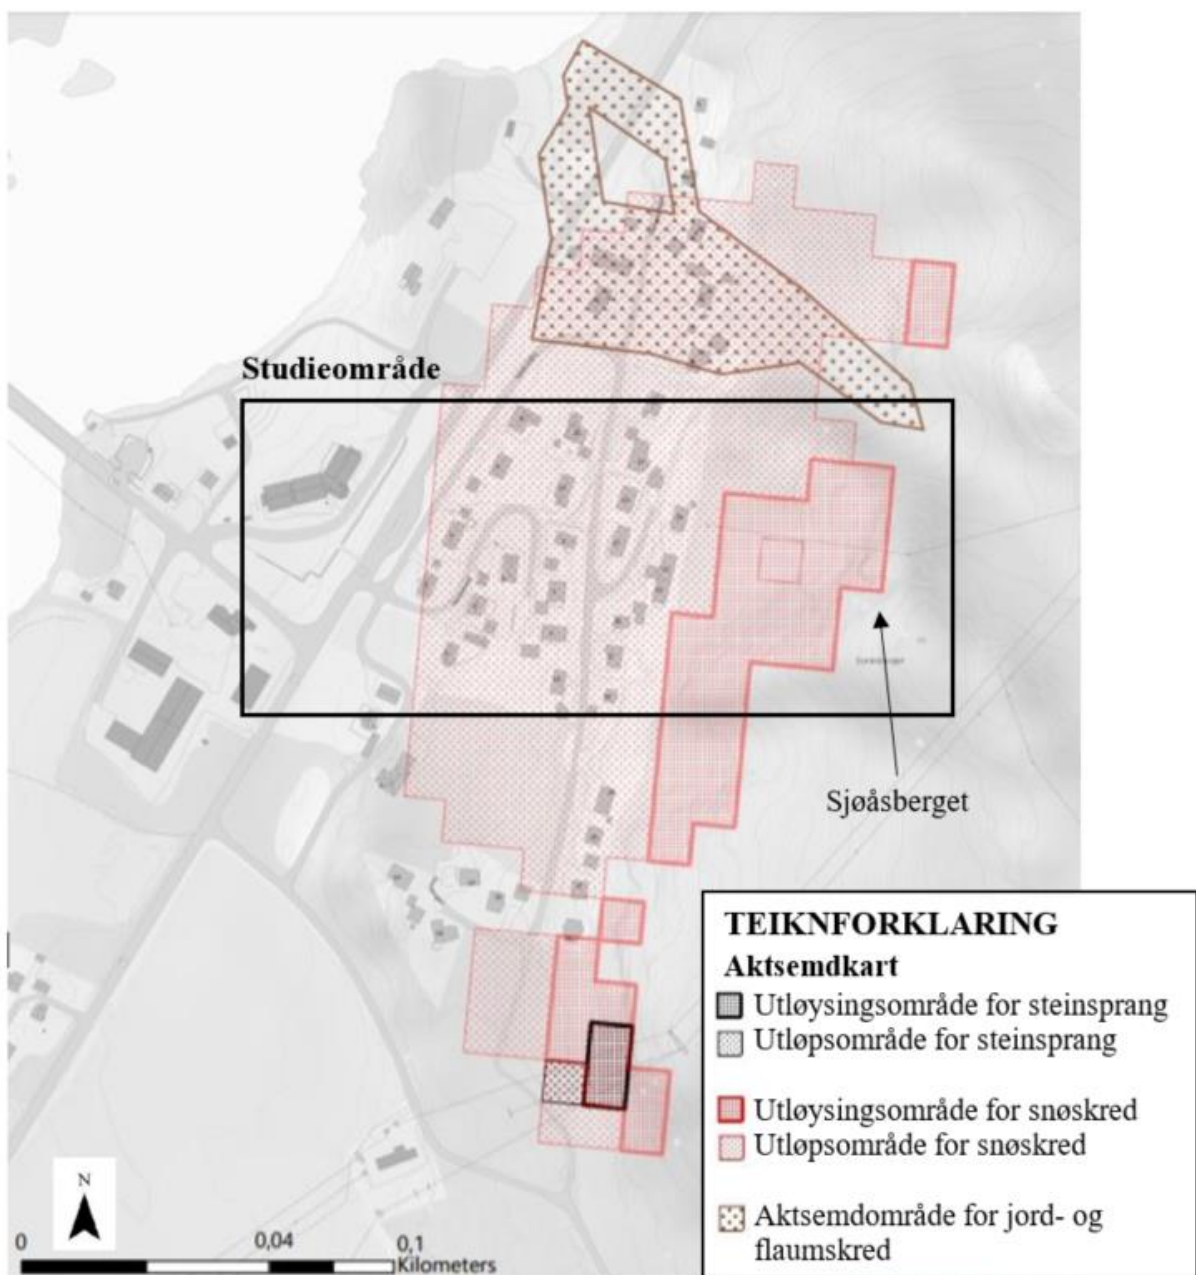 Studieområde
Sjøåsberget
TEIKNFORKLARING
Aktsemdkart
Utløysingsområde for steinsprang
Utløpsområde for steinsprang
Utløysingsområde for snøskred
Utløpsområde for snøskred
Aktsemdområde for jord- og
flaumskred
N
0 0,04 0,1
Kilometers